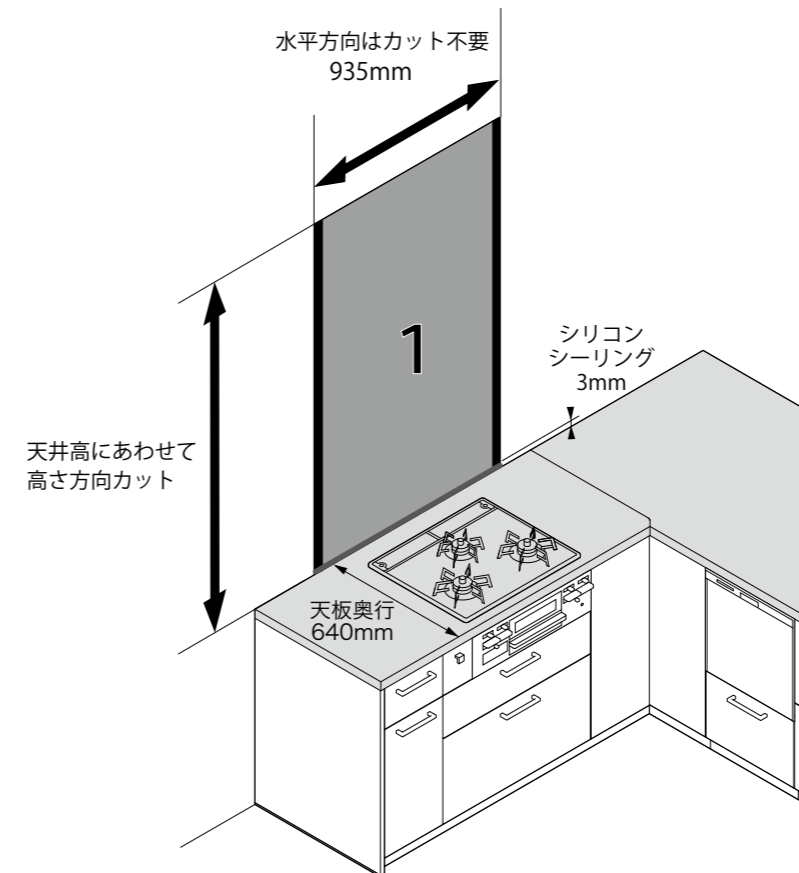 水平方向はカット不要
935mm
1
シリコン
シーリング
3mm
天井高にあわせて
高さ方向カット
天板奥行
640mm